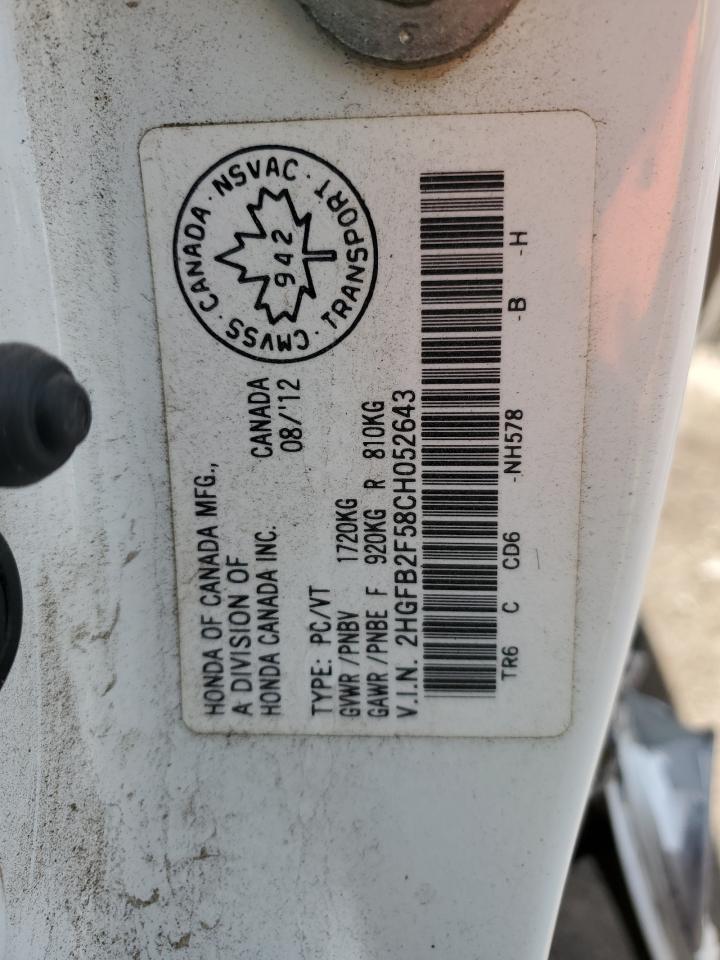 HONDA OF CANADA MFG.,
A DIVISION OF
HONDA CANADA INC.
CANADA
08/'12
TYPE: PC/VT
GVWR/PNBV 1720KG
GAWR/PNBE F 920KG R 810KG
V.I.N. 2HGFB2F58CH052643
TR6 C CD6 -NH578 -B -H
CANADA · NSVAC · TRANSPORT · CMVSS ·
942